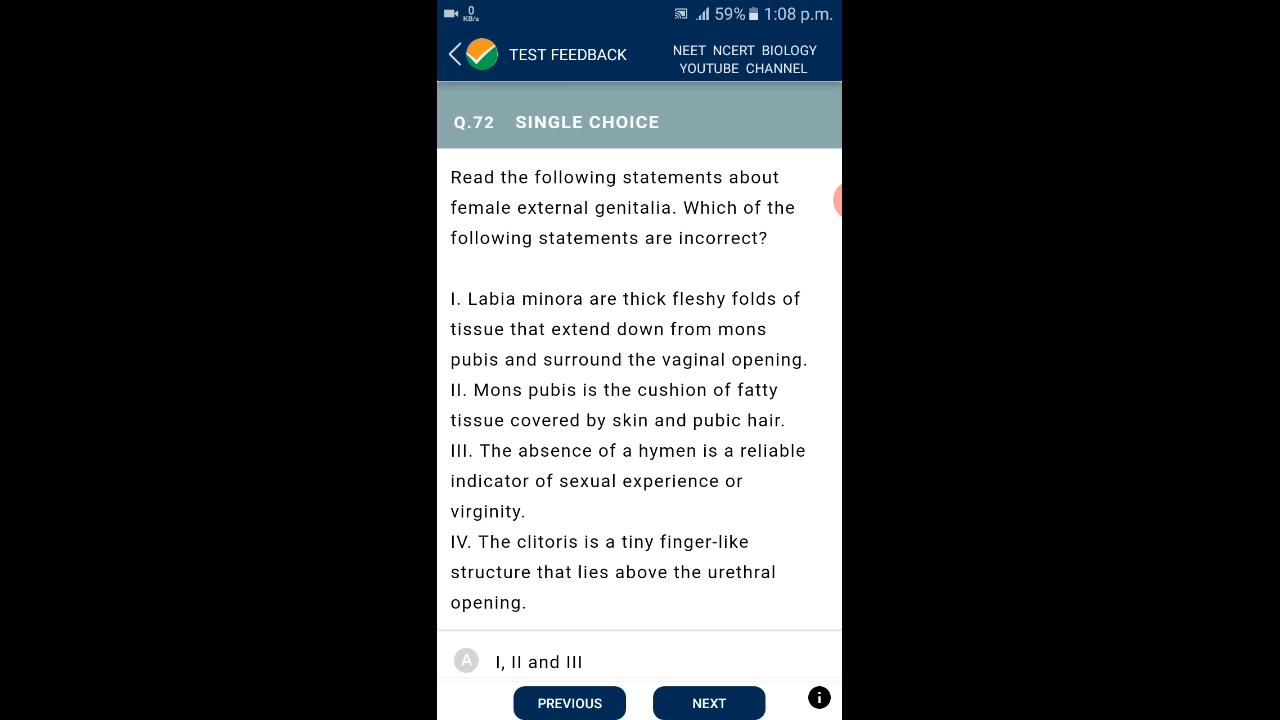 0
KB/s
59% 1:08 p.m.
TEST FEEDBACK
NEET NCERT BIOLOGY
YOUTUBE CHANNEL
Q.72 SINGLE CHOICE
Read the following statements about
female external genitalia. Which of the
following statements are incorrect?
I. Labia minora are thick fleshy folds of
tissue that extend down from mons
pubis and surround the vaginal opening.
II. Mons pubis is the cushion of fatty
tissue covered by skin and pubic hair.
III. The absence of a hymen is a reliable
indicator of sexual experience or
virginity.
IV. The clitoris is a tiny finger-like
structure that lies above the urethral
opening.
A I, II and III
PREVIOUS NEXT i